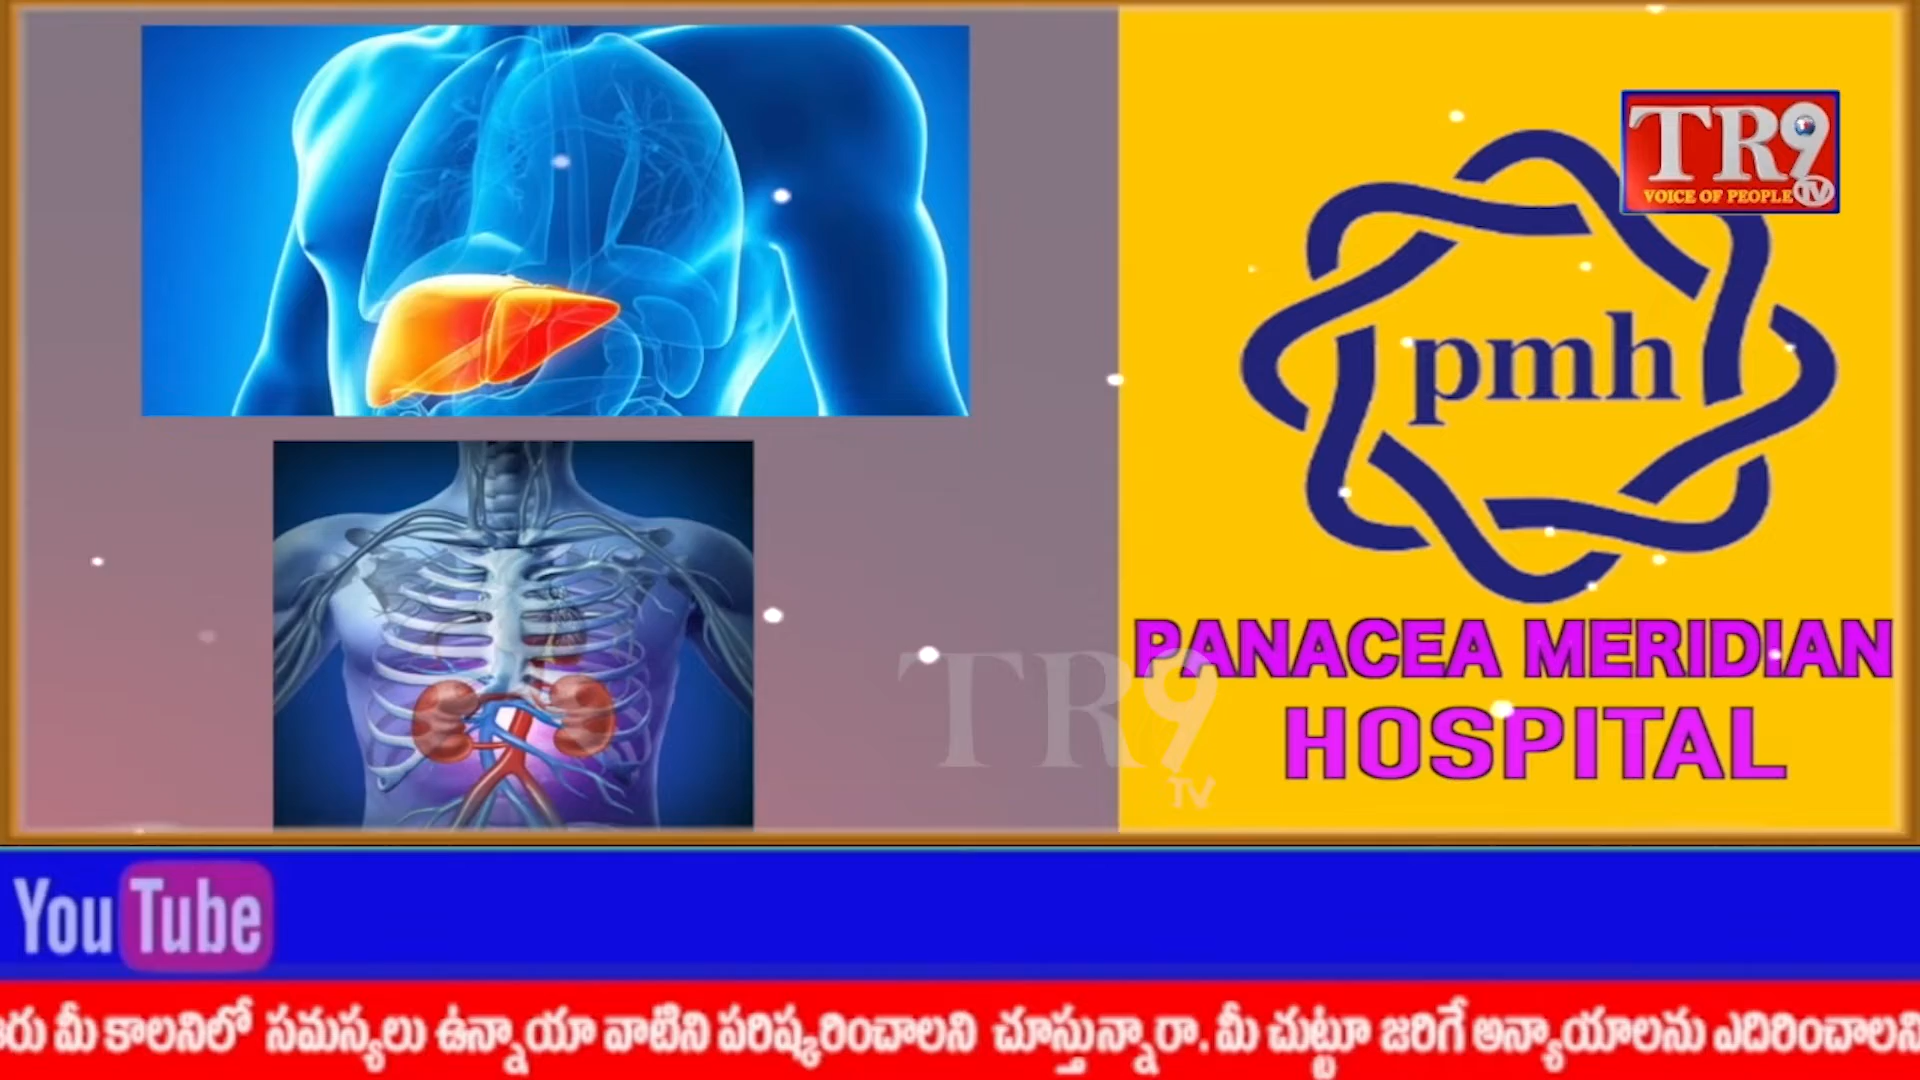 TR9
VOICE OF PEOPLE TV
pmh
PANACEA MERIDIAN
HOSPITAL
TR9
TV
YouTube
మీ కాలనిలో సమస్యలు ఉన్నాయా వాటిని పరిష్కరించాలని చూస్తున్నారా. మీ చుట్టూ జరిగే అన్యాయాలను ఎదిరించాలని